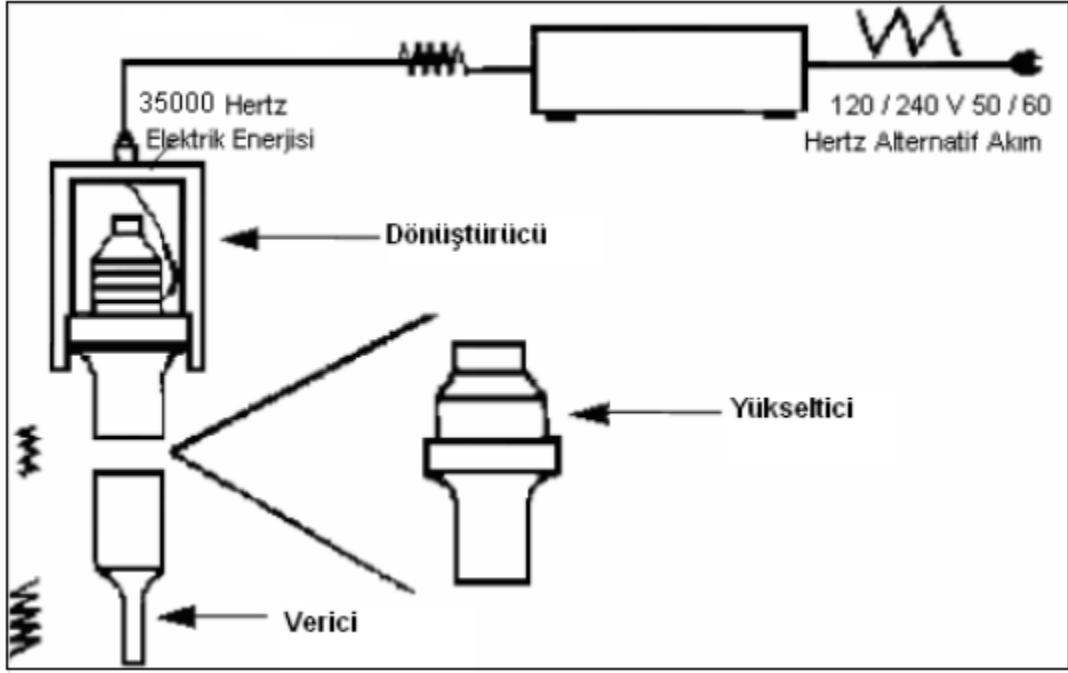 35000 Hertz
Elektrik Enerjisi
120 / 240 V 50 / 60
Hertz Alternatif Akım
Dönüştürücü
Yükseltici
Verici